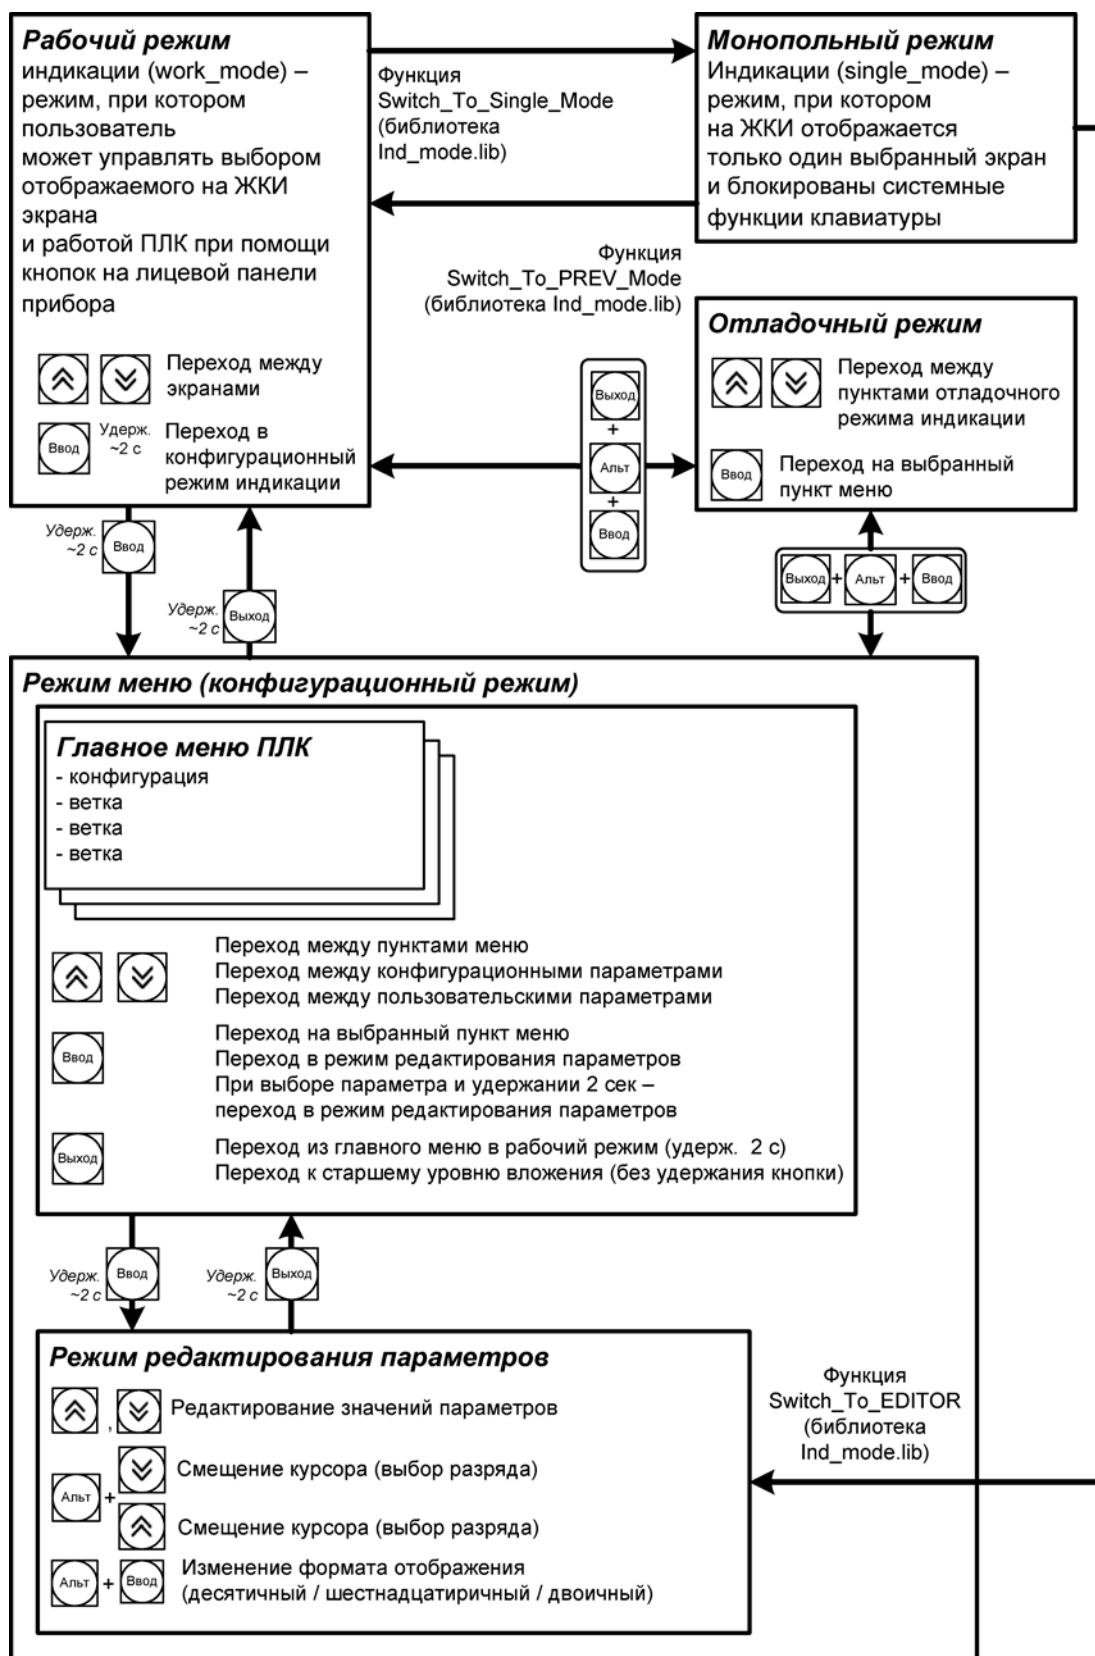 Рабочий режим
индикации (work_mode) –
режим, при котором
пользователь
может управлять выбором
отображаемого на ЖКИ
экрана
и работой ПЛК при помощи
кнопок на лицевой панели
прибора
Переход между
экранами
Ввод
Удерж.
~2 с
Переход в
конфигурационный
режим индикации
Функция
Switch_To_Single_Mode
(библиотека
Ind_mode.lib)
Монопольный режим
Индикации (single_mode) –
режим, при котором
на ЖКИ отображается
только один выбранный экран
и блокированы системные
функции клавиатуры
Функция
Switch_To_PREV_Mode
(библиотека Ind_mode.lib)
Выход
+
Альт
+
Ввод
Отладочный режим
Переход между
пунктами отладочного
режима индикации
Ввод
Переход на выбранный
пункт меню
Удерж.
~2 с
Ввод
Удерж.
~2 с
Выход
Выход + Альт + Ввод
Режим меню (конфигурационный режим)
Главное меню ПЛК
- конфигурация
- ветка
- ветка
- ветка
Переход между пунктами меню
Переход между конфигурационными параметрами
Переход между пользовательскими параметрами
Ввод
Переход на выбранный пункт меню
Переход в режим редактирования параметров
При выборе параметра и удержании 2 сек –
переход в режим редактирования параметров
Выход
Переход из главного меню в рабочий режим (удерж. 2 с)
Переход к старшему уровню вложения (без удержания кнопки)
Удерж.
~2 с
Ввод
Удерж.
~2 с
Выход
Режим редактирования параметров
, Редактирование значений параметров
Альт +
Смещение курсора (выбор разряда)
Смещение курсора (выбор разряда)
Альт + Ввод
Изменение формата отображения
(десятичный / шестнадцатиричный / двоичный)
Функция
Switch_To_EDITOR
(библиотека
Ind_mode.lib)